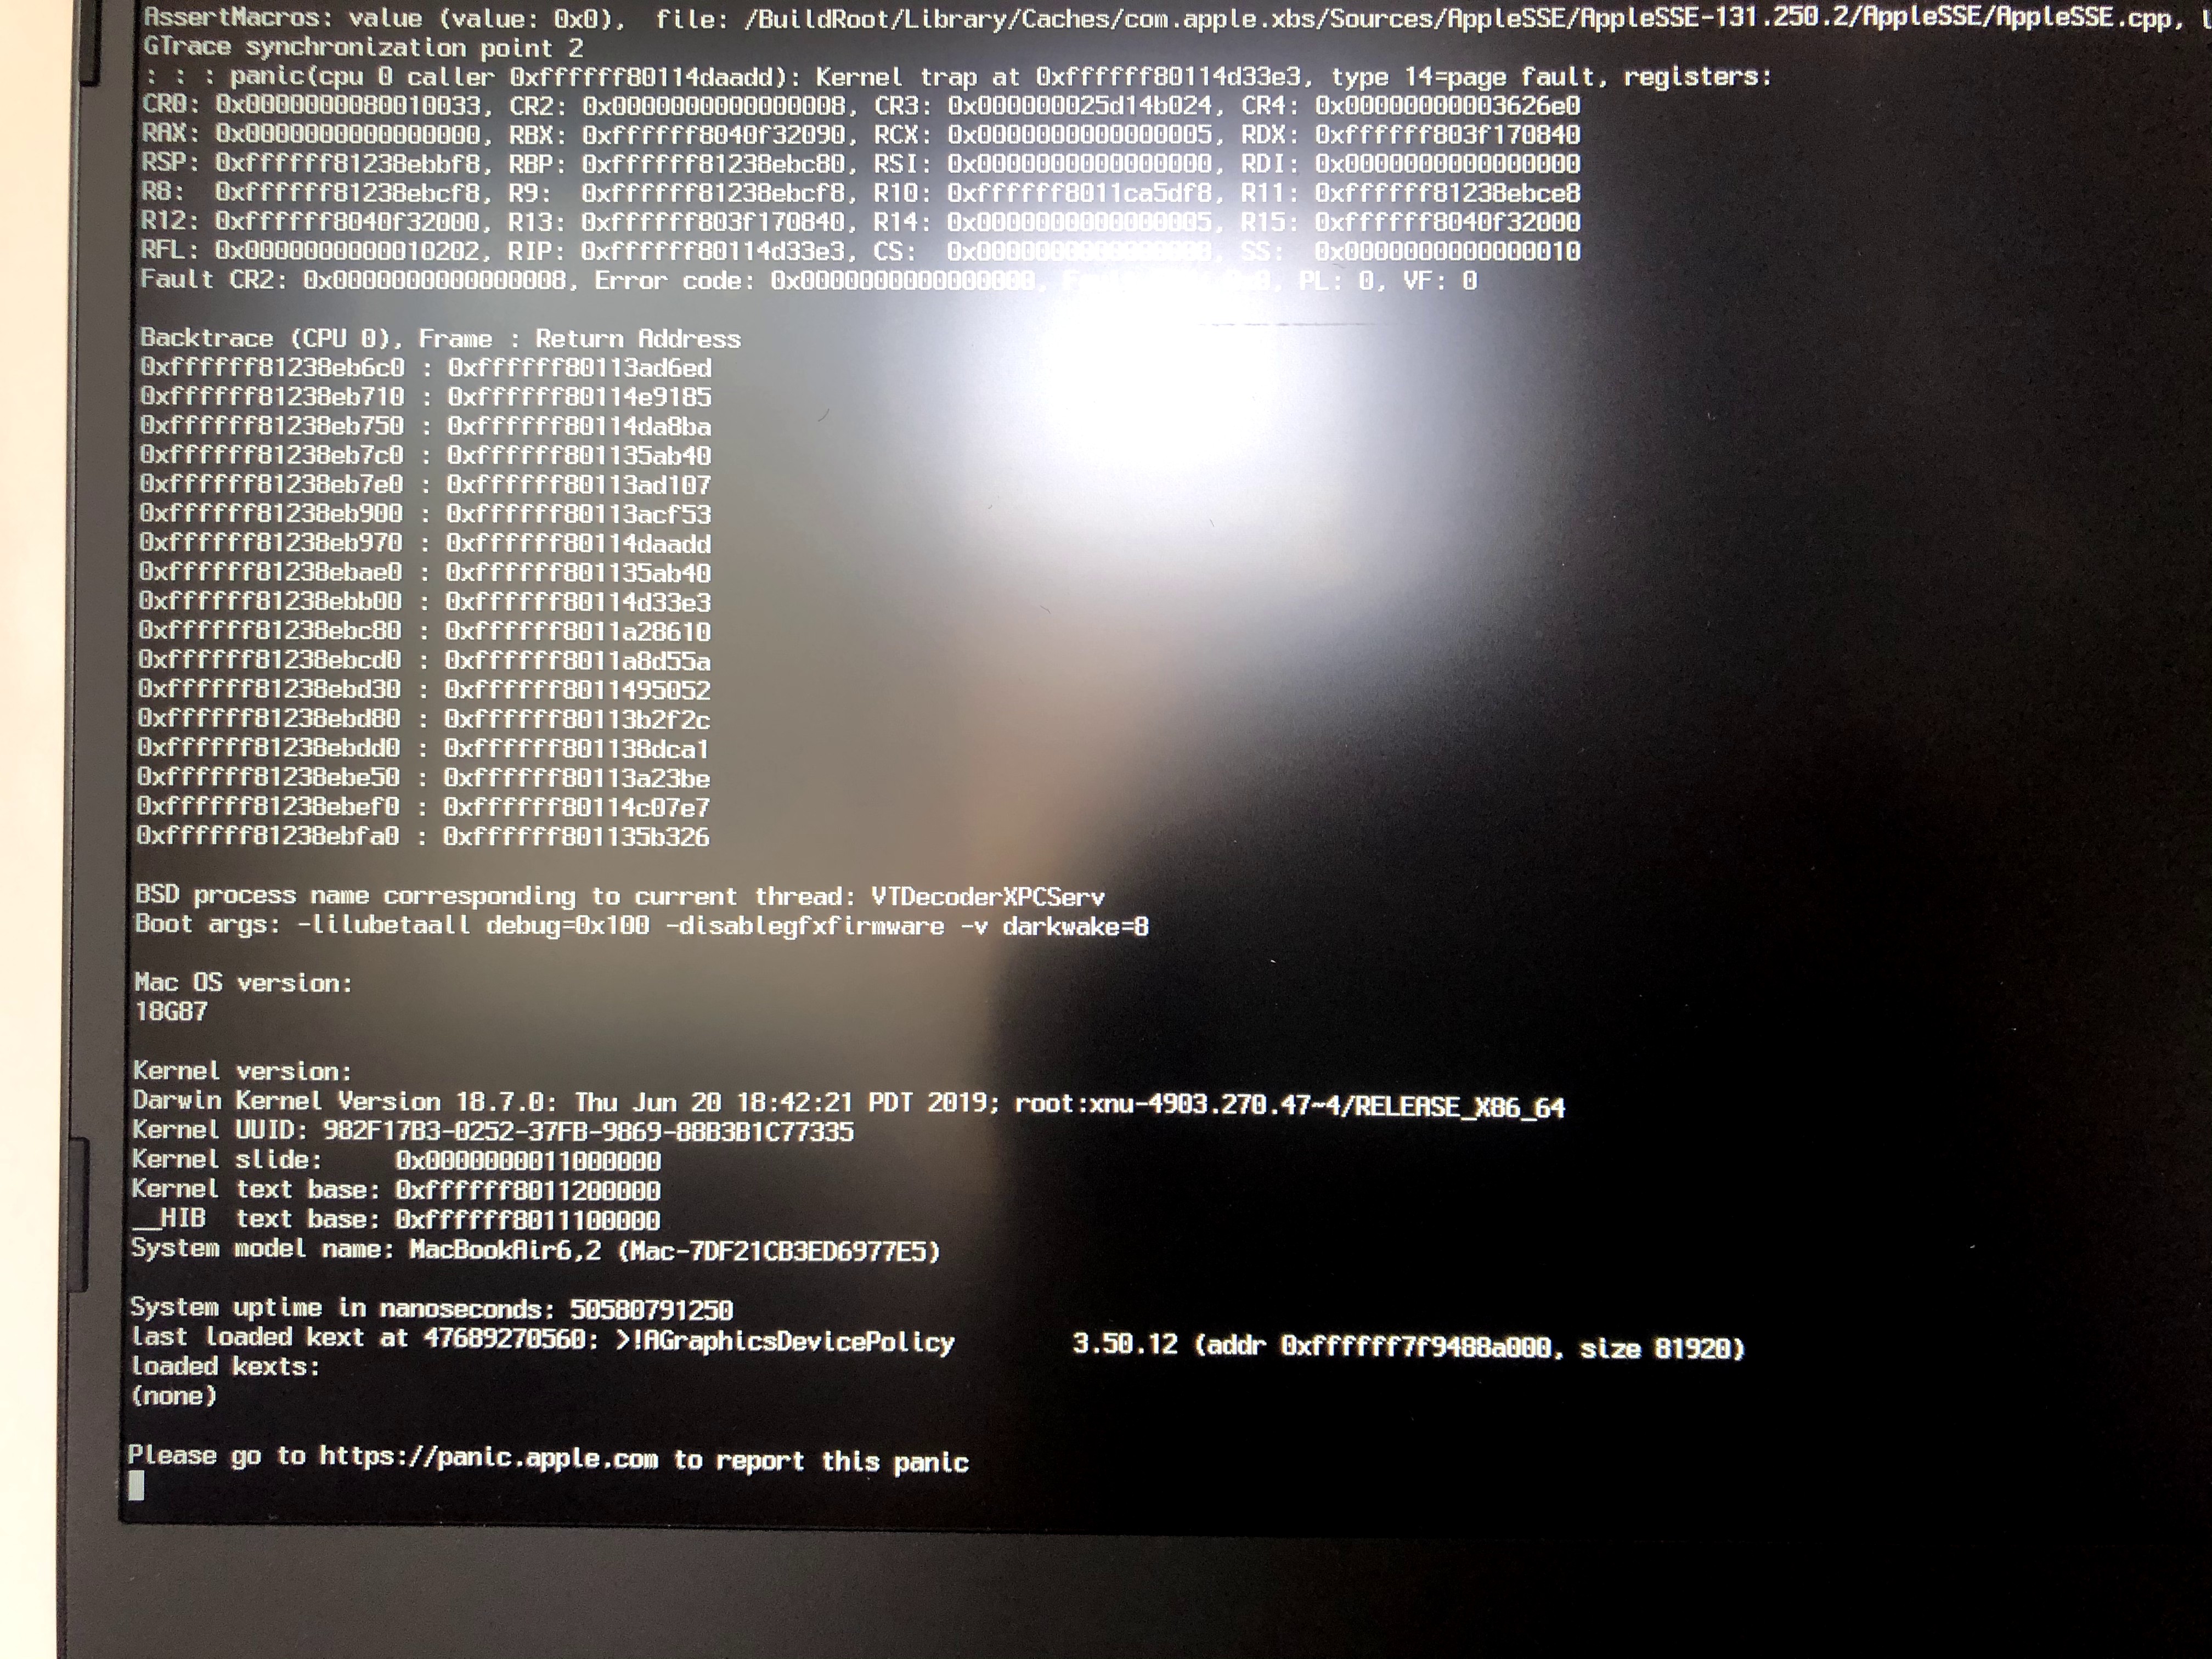 AssertMacros: value (value: 0x0),  file: /BuildRoot/Library/Caches/com.apple.xbs/Sources/AppleSSE/AppleSSE-131.250.2/AppleSSE/AppleSSE.cpp,
GTrace synchronization point 2
: : : panic(cpu 0 caller 0xffffff80114daadd): Kernel trap at 0xffffff80114d33e3, type 14=page fault, registers:
CR0: 0x0000000080010033, CR2: 0x0000000000000008, CR3: 0x000000025d14b024, CR4: 0x00000000003626e0
RAX: 0x0000000000000000, RBX: 0xffffff8040f32090, RCX: 0x0000000000000005, RDX: 0xffffff803f170840
RSP: 0xffffff81238ebbf8, RBP: 0xffffff81238ebc80, RSI: 0x0000000000000000, RDI: 0x0000000000000000
R8:  0xffffff81238ebcf8, R9:  0xffffff81238ebcf8, R10: 0xffffff8011ca5df8, R11: 0xffffff81238ebce8
R12: 0xffffff8040f32000, R13: 0xffffff803f170840, R14: 0x0000000000000005, R15: 0xffffff8040f32000
RFL: 0x0000000000010202, RIP: 0xffffff80114d33e3, CS: SS:  0x0000000000000010
Fault CR2: 0x0000000000000008, Error code: 0x0000000000000000, PL: 0, VF: 0
Backtrace (CPU 0), Frame : Return Address
0xffffff81238eb6c0 : 0xffffff80113ad6ed
0xffffff81238eb710 : 0xffffff80114e9185
0xffffff81238eb750 : 0xffffff80114da8ba
0xffffff81238eb7c0 : 0xffffff801135ab40
0xffffff81238eb7e0 : 0xffffff80113ad107
0xffffff81238eb900 : 0xffffff80113acf53
0xffffff81238eb970 : 0xffffff80114daadd
0xffffff81238ebae0 : 0xffffff801135ab40
0xffffff81238ebb00 : 0xffffff80114d33e3
0xffffff81238ebc80 : 0xffffff8011a28610
0xffffff81238ebcd0 : 0xffffff8011a8d55a
0xffffff81238ebd30 : 0xffffff8011495052
0xffffff81238ebd80 : 0xffffff80113b2f2c
0xffffff81238ebdd0 : 0xffffff801138dca1
0xffffff81238ebe50 : 0xffffff80113a23be
0xffffff81238ebef0 : 0xffffff80114c07e7
0xffffff81238ebfa0 : 0xffffff801135b326
BSD process name corresponding to current thread: VTDecoderXPCServ
Boot args: -lilubetaall debug=0x100 -disablegfxfirmware -v darkwake=8
Mac OS version:
18G87
Kernel version:
Darwin Kernel Version 18.7.0: Thu Jun 20 18:42:21 PDT 2019; root:xnu-4903.270.47~4/RELEASE_X86_64
Kernel UUID: 982F17B3-0252-37FB-9869-88B3B1C77335
Kernel slide:     0x0000000011000000
Kernel text base: 0xffffff8011200000
__HIB  text base: 0xffffff8011100000
System model name: MacBookAir6,2 (Mac-7DF21CB3ED6977E5)
System uptime in nanoseconds: 50580791250
last loaded kext at 47689270560: >!AGraphicsDevicePolicy        3.50.12 (addr 0xffffff7f9488a000, size 81920)
loaded kexts:
(none)
Please go to https://panic.apple.com to report this panic